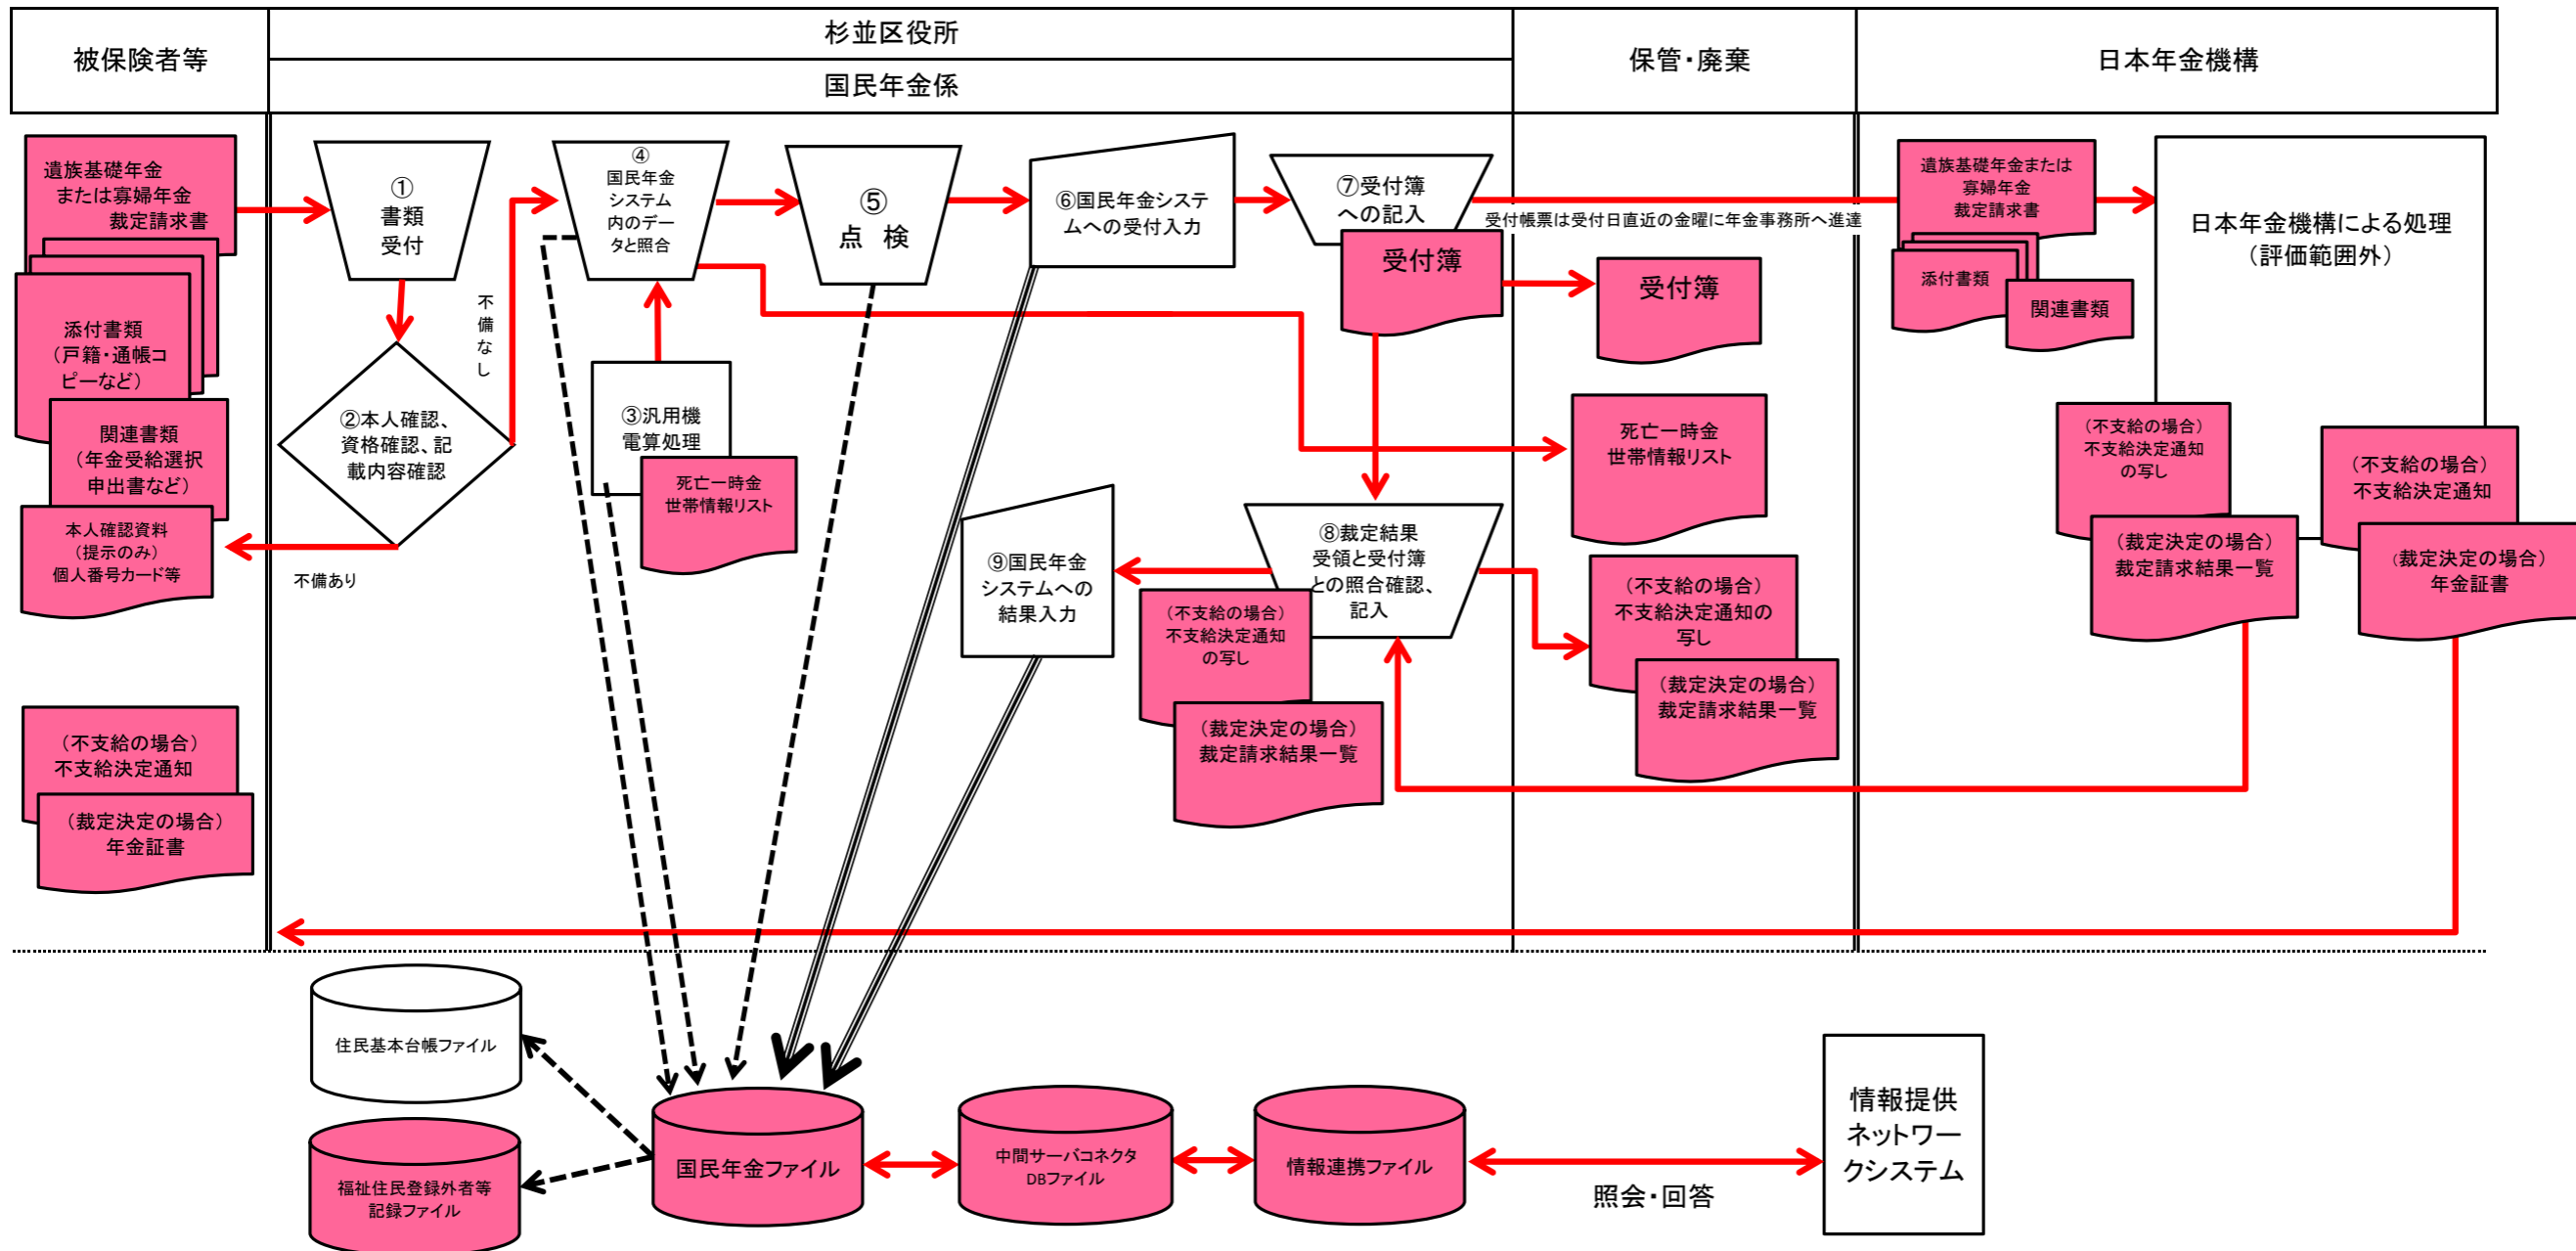 被保険者等
杉並区役所
国民年金係
保管・廃棄
日本年金機構
遺族基礎年金
または寡婦年金
裁定請求書
添付書類
（戸籍・通帳コ
ピーなど）
関連書類
（年金受給選択
申出書など）
本人確認資料
（提示のみ）
個人番号カード等
（不支給の場合）
不支給決定通知
（裁定決定の場合）
年金証書
①
書類
受付
②本人確認、
資格確認、記
載内容確認
不備なし
不備あり
③汎用機
電算処理
死亡一時金
世帯情報リスト
④
国民年金
システム
内のデー
タと照合
⑤
点　検
⑥国民年金システ
ムへの受付入力
⑦受付簿
への記入
受付簿
受付帳票は受付日直近の金曜に年金事務所へ進達
⑧裁定結果
受領と受付簿
との照合確認、
記入
（不支給の場合）
不支給決定通知
の写し
（裁定決定の場合）
裁定請求結果一覧
⑨国民年金
システムへの
結果入力
受付簿
死亡一時金
世帯情報リスト
（不支給の場合）
不支給決定通知の
写し
（裁定決定の場合）
裁定請求結果一覧
遺族基礎年金または
寡婦年金
裁定請求書
添付書類
関連書類
日本年金機構による処理
（評価範囲外）
（不支給の場合）
不支給決定通知
の写し
（裁定決定の場合）
裁定請求結果一覧
（不支給の場合）
不支給決定通知
（裁定決定の場合）
年金証書
住民基本台帳ファイル
福祉住民登録外者等
記録ファイル
国民年金ファイル
中間サーバコネクタ
DBファイル
情報連携ファイル
照会・回答
情報提供
ネットワー
クシステム